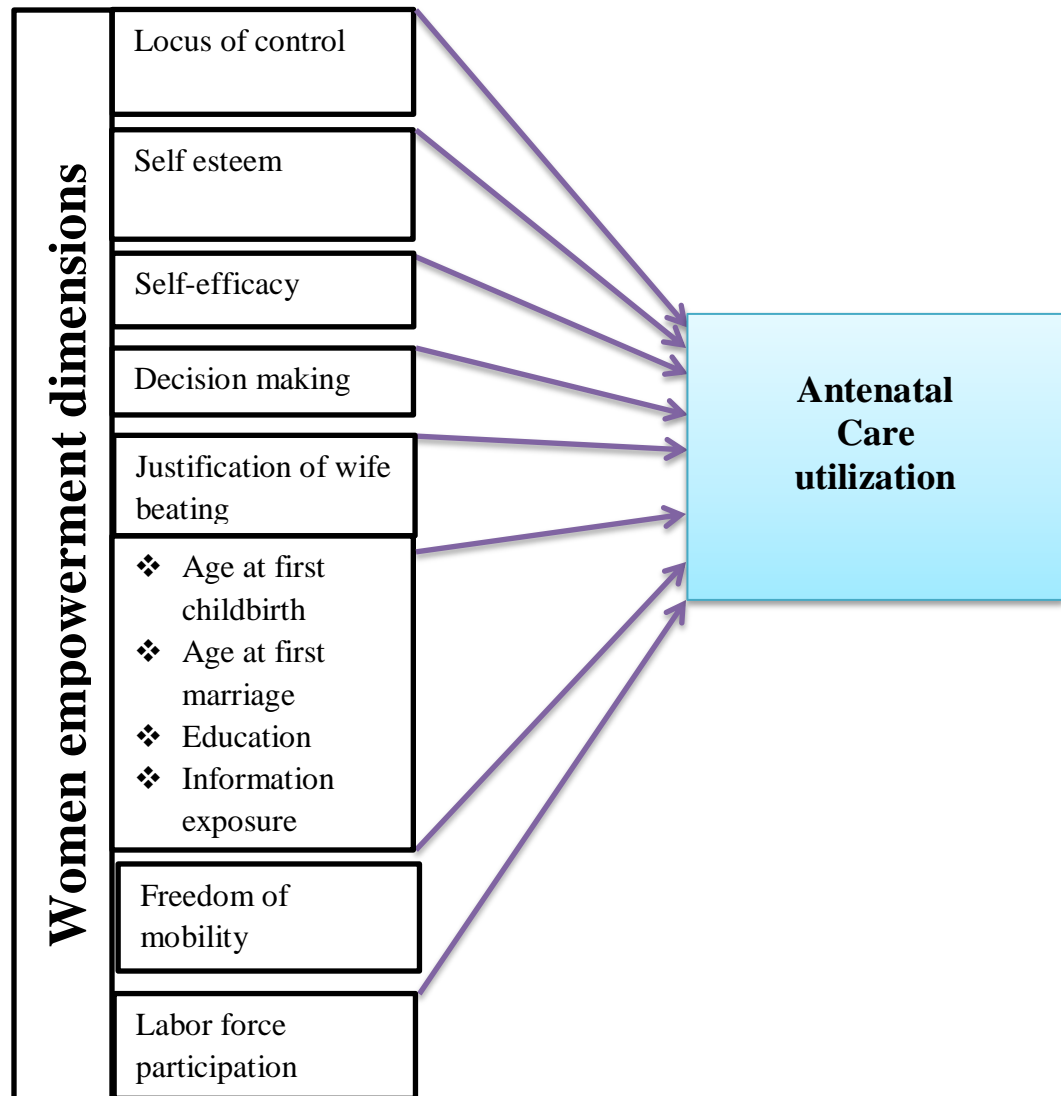 Women empowerment dimensions
Locus of control
Self esteem
Self-efficacy
Decision making
Justification of wife
beating
❖ Age at first
childbirth
❖ Age at first
marriage
❖ Education
❖ Information
exposure
Freedom of
mobility
Labor force
participation
Antenatal
Care
utilization